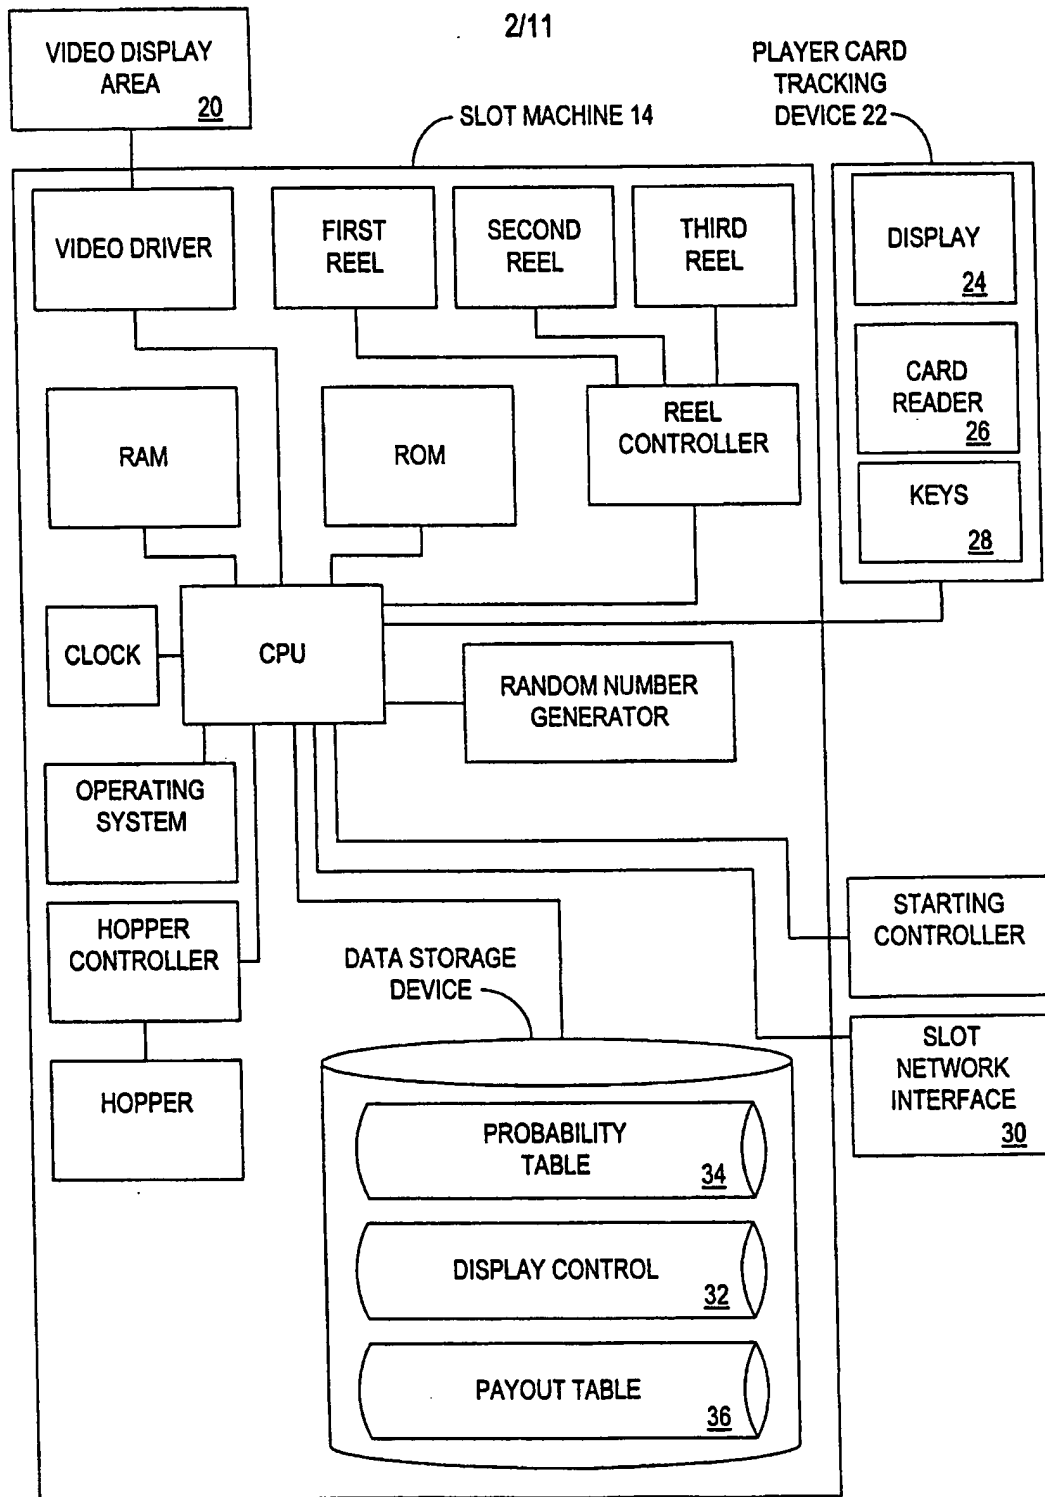 2/11
VIDEO DISPLAY
AREA
20
SLOT MACHINE 14
PLAYER CARD
TRACKING
DEVICE 22
VIDEO DRIVER
FIRST
REEL
SECOND
REEL
THIRD
REEL
DISPLAY
24
CARD
READER
26
KEYS
28
RAM
ROM
REEL
CONTROLLER
CLOCK
CPU
RANDOM NUMBER
GENERATOR
OPERATING
SYSTEM
HOPPER
CONTROLLER
HOPPER
STARTING
CONTROLLER
SLOT
NETWORK
INTERFACE
30
DATA STORAGE
DEVICE
PROBABILITY
TABLE
34
DISPLAY CONTROL
32
PAYOUT TABLE
36